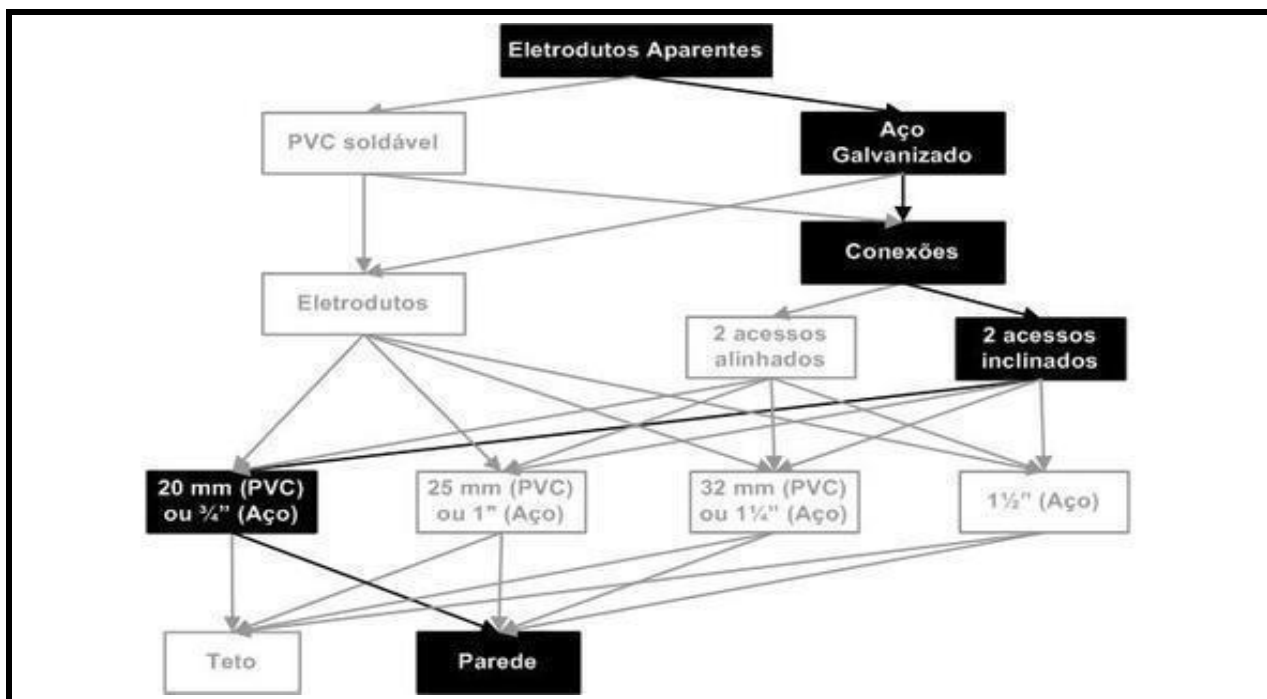 Eletrodutos Aparentes
PVC soldável
Aço
Galvanizado
Conexões
Eletrodutos
2 acessos
alinhados
2 acessos
inclinados
20 mm (PVC)
ou ¾” (Aço)
25 mm (PVC)
ou 1” (Aço)
32 mm (PVC)
ou 1¼” (Aço)
1½” (Aço)
Teto
Parede